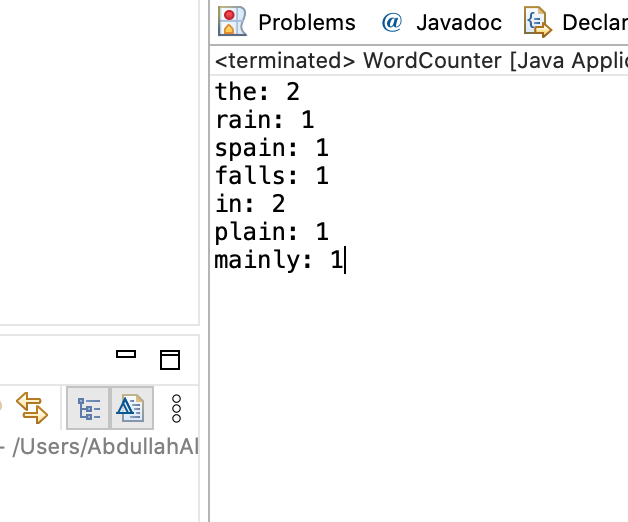 Problems @ Javadoc Declar
<terminated> WordCounter [Java Applic
the: 2
rain: 1
spain: 1
falls: 1
in: 2
plain: 1
mainly: 1
- /Users/AbdullahAl